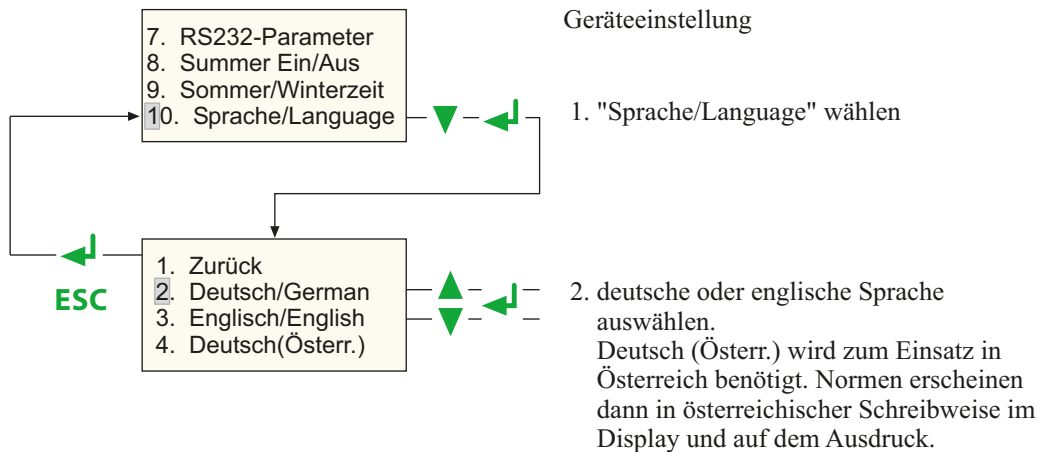 Geräteeinstellung
7. RS232-Parameter
8. Summer Ein/Aus
9. Sommer/Winterzeit
10. Sprache/Language
1. "Sprache/Language" wählen
ESC
1. Zurück
2. Deutsch/German
3. Englisch/English
4. Deutsch(Österr.)
2. deutsche oder englische Sprache
auswählen.
Deutsch (Österr.) wird zum Einsatz in
Österreich benötigt. Normen erscheinen
dann in österreichischer Schreibweise im
Display und auf dem Ausdruck.